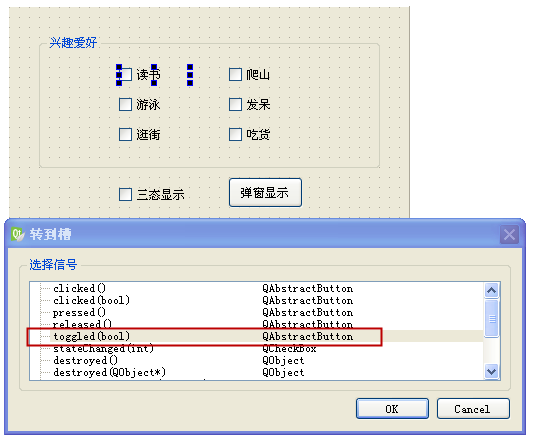 兴趣爱好
读书 爬山
游泳 发呆
逛街 吃货
三态显示 弹窗显示
转到槽
选择信号
clicked() QAbstractButton
clicked(bool) QAbstractButton
pressed() QAbstractButton
released() QAbstractButton
toggled(bool) QAbstractButton
stateChanged(int) QCheckBox
destroyed() QObject
destroyed(QObject*) QObject
OK Cancel